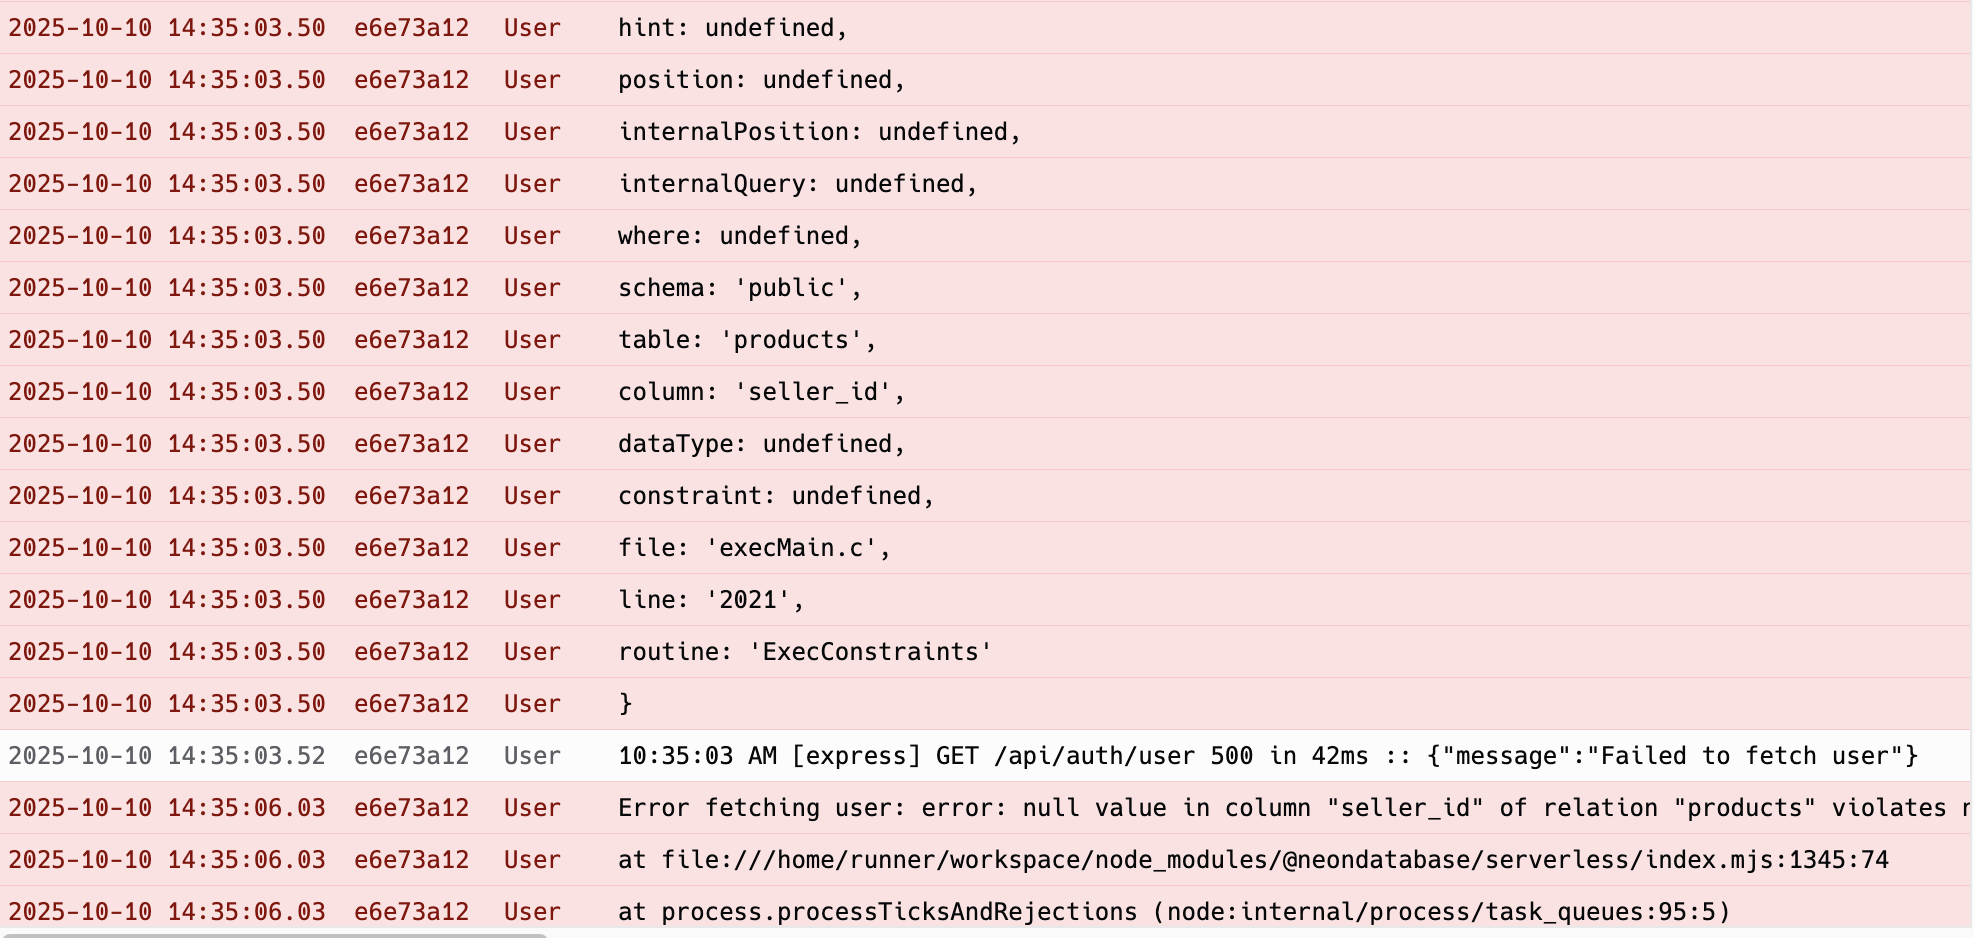 2025-10-10 14:35:03.50 e6e73a12 User hint: undefined,
2025-10-10 14:35:03.50 e6e73a12 User position: undefined,
2025-10-10 14:35:03.50 e6e73a12 User internalPosition: undefined,
2025-10-10 14:35:03.50 e6e73a12 User internalQuery: undefined,
2025-10-10 14:35:03.50 e6e73a12 User where: undefined,
2025-10-10 14:35:03.50 e6e73a12 User schema: 'public',
2025-10-10 14:35:03.50 e6e73a12 User table: 'products',
2025-10-10 14:35:03.50 e6e73a12 User column: 'seller_id',
2025-10-10 14:35:03.50 e6e73a12 User dataType: undefined,
2025-10-10 14:35:03.50 e6e73a12 User constraint: undefined,
2025-10-10 14:35:03.50 e6e73a12 User file: 'execMain.c',
2025-10-10 14:35:03.50 e6e73a12 User line: '2021',
2025-10-10 14:35:03.50 e6e73a12 User routine: 'ExecConstraints'
2025-10-10 14:35:03.50 e6e73a12 User }
2025-10-10 14:35:03.52 e6e73a12 User 10:35:03 AM [express] GET /api/auth/user 500 in 42ms :: {"message":"Failed to fetch user"}
2025-10-10 14:35:06.03 e6e73a12 User Error fetching user: error: null value in column "seller_id" of relation "products" violates
2025-10-10 14:35:06.03 e6e73a12 User at file:///home/runner/workspace/node_modules/@neondatabase/serverless/index.mjs:1345:74
2025-10-10 14:35:06.03 e6e73a12 User at process.processTicksAndRejections (node:internal/process/task_queues:95:5)